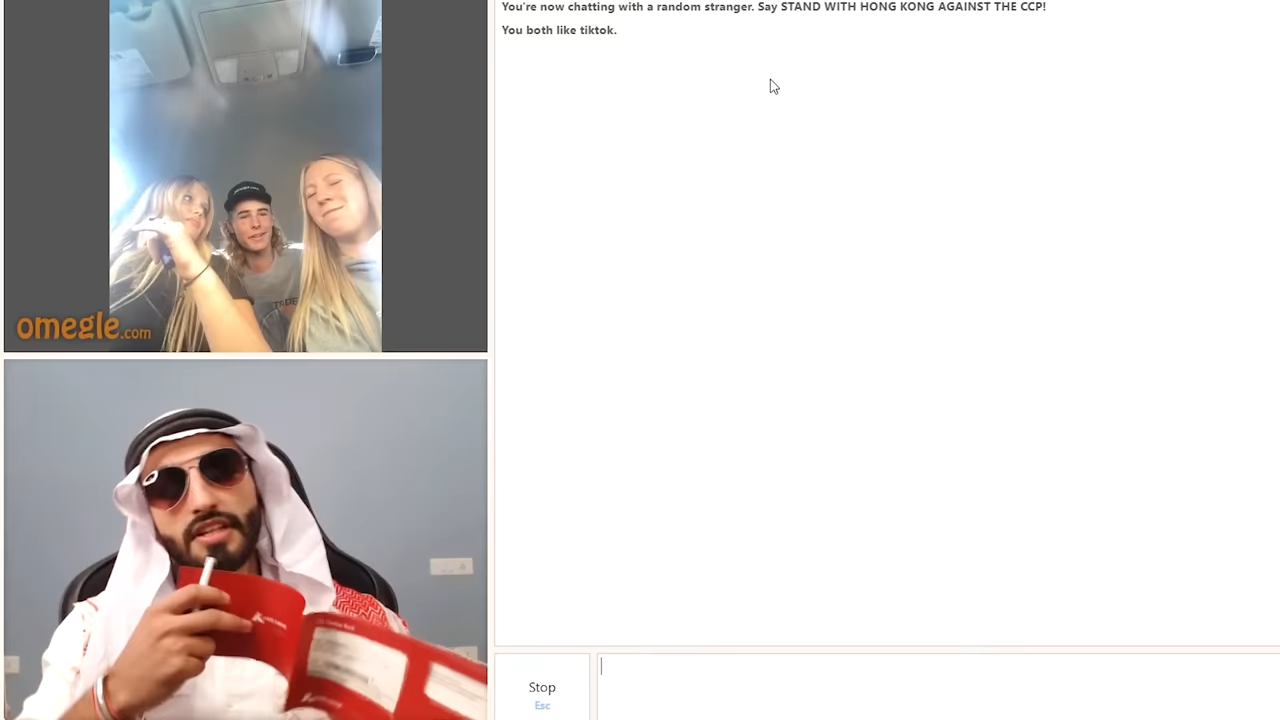 You're now chatting with a random stranger. Say STAND WITH HONG KONG AGAINST THE CCP!
You both like tiktok.
omegle.com
Stop
Esc